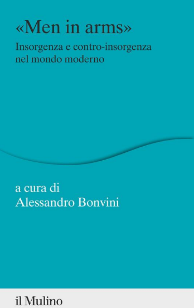 «Men in arms»
Insorgenza e contro-insorgenza
nel mondo moderno
a cura di
Alessandro Bonvini
il Mulino